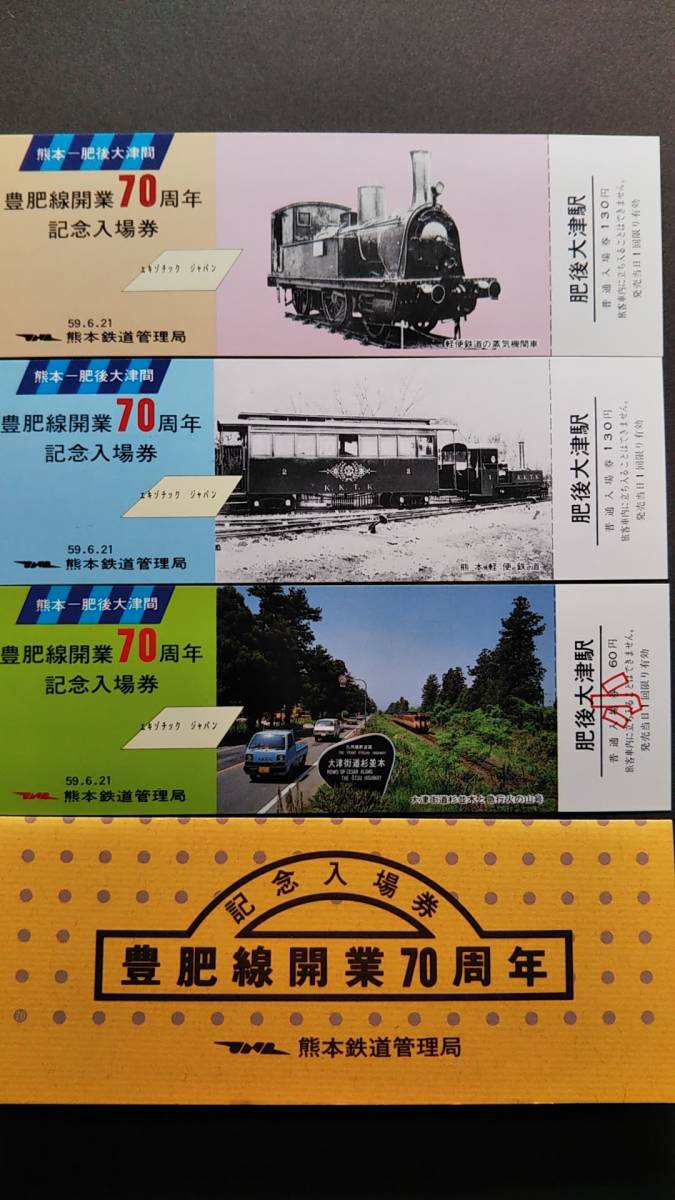 熊本―肥後大津間
豊肥線開業70周年
記念入場券
エキゾチック ジャパン
59.6.21
熊本鉄道管理局
軽便鉄道の蒸気機関車
肥後大津駅
普通入場券 130円
旅客車内に立ち入ることはできません。
発売当日1回限り有効
熊本―肥後大津間
豊肥線開業70周年
記念入場券
エキゾチック ジャパン
59.6.21
熊本鉄道管理局
2
2
K.K.T.K.
K.K.T.K.
熊本軽便鉄道
肥後大津駅
普通入場券 130円
旅客車内に立ち入ることはできません。
発売当日1回限り有効
熊本―肥後大津間
豊肥線開業70周年
記念入場券
エキゾチック ジャパン
59.6.21
熊本鉄道管理局
大津街道杉並木
ROWS OF CEDAR ALONG
THE OZU HIGHWAY
大津街道杉並木と急行火の山号
肥後大津駅
小
60円
旅客車内に立ち入ることはできません。
発売当日1回限り有効
記念入場券
豊肥線開業70周年
熊本鉄道管理局